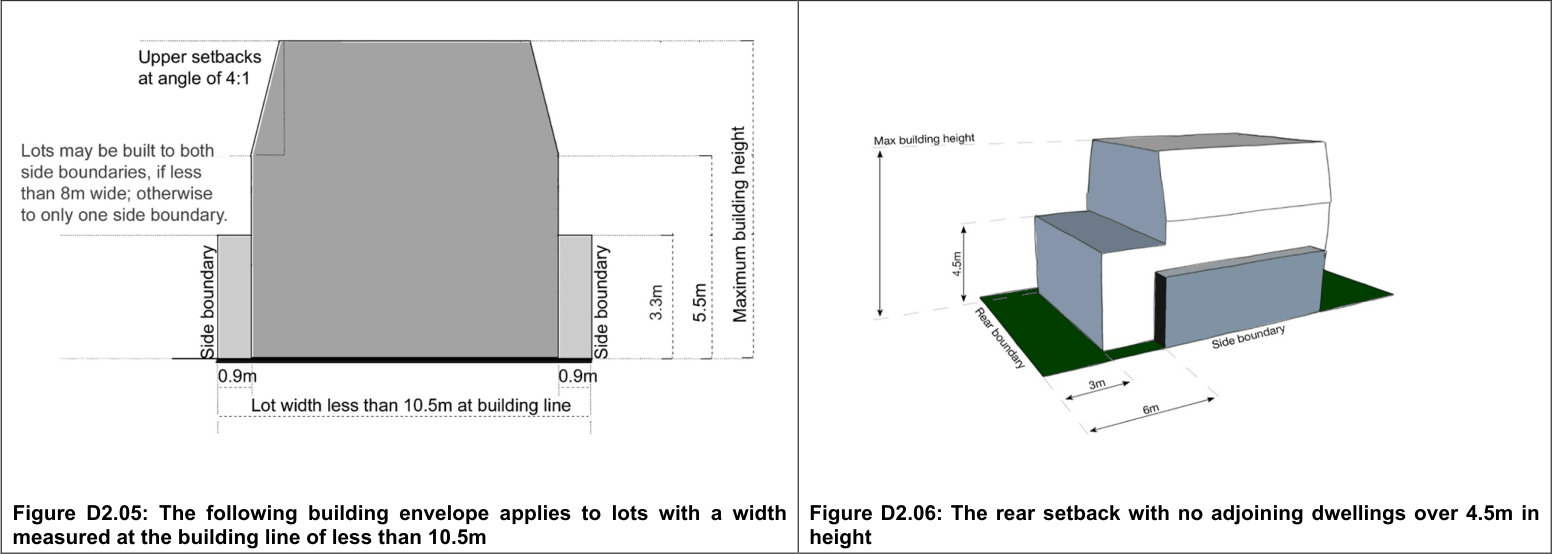 Upper setbacks
at angle of 4:1
Lots may be built to both
side boundaries, if less
than 8m wide; otherwise
to only one side boundary.
Side boundary
Side boundary
3.3m
5.5m
Maximum building height
0.9m
0.9m
Lot width less than 10.5m at building line
Figure D2.05: The following building envelope applies to lots with a width
measured at the building line of less than 10.5m
Max building height
4.5m
Rear boundary
Side boundary
3m
6m
Figure D2.06: The rear setback with no adjoining dwellings over 4.5m in
height